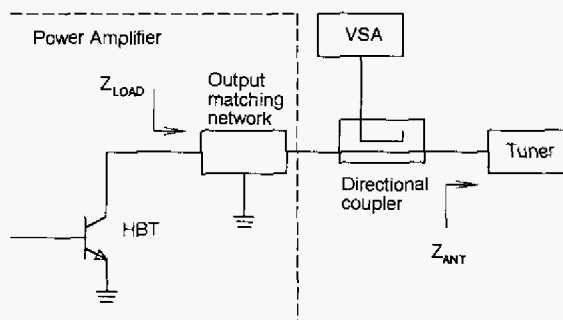 Power Amplifier
VSA
Z_LOAD
Output
matching
network
Tuner
Directional
coupler
HBT
Z_ANT